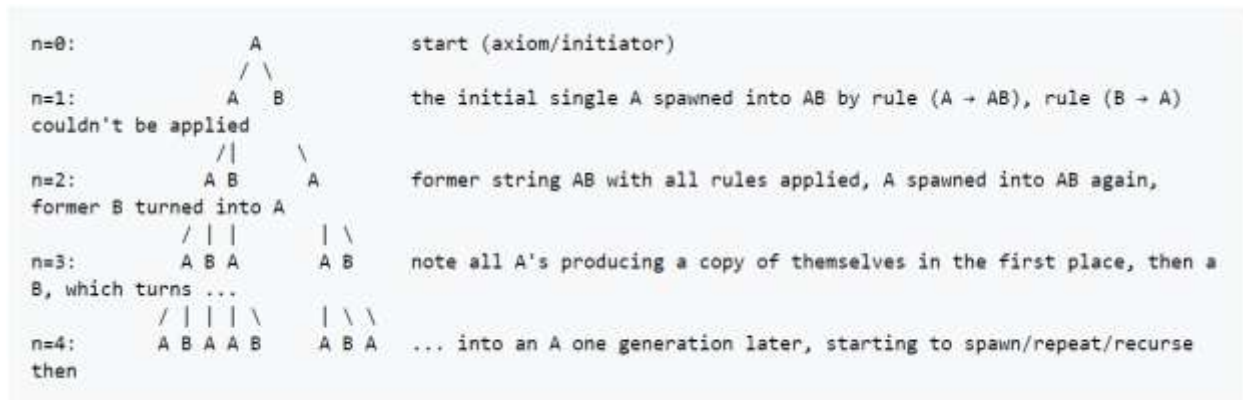 n=0:               A             start (axiom/initiator)
                  / \
n=1:             A   B           the initial single A spawned into AB by rule (A → AB), rule (B → A)
couldn't be applied
                /|     \
n=2:           A B      A        former string AB with all rules applied, A spawned into AB again,
former B turned into A
             / | |      | \
n=3:         A B A      A B      note all A's producing a copy of themselves in the first place, then a
B, which turns ...
           / | | | \    | \ \
n=4:       A B A A B    A B A    ... into an A one generation later, starting to spawn/repeat/recurse
then